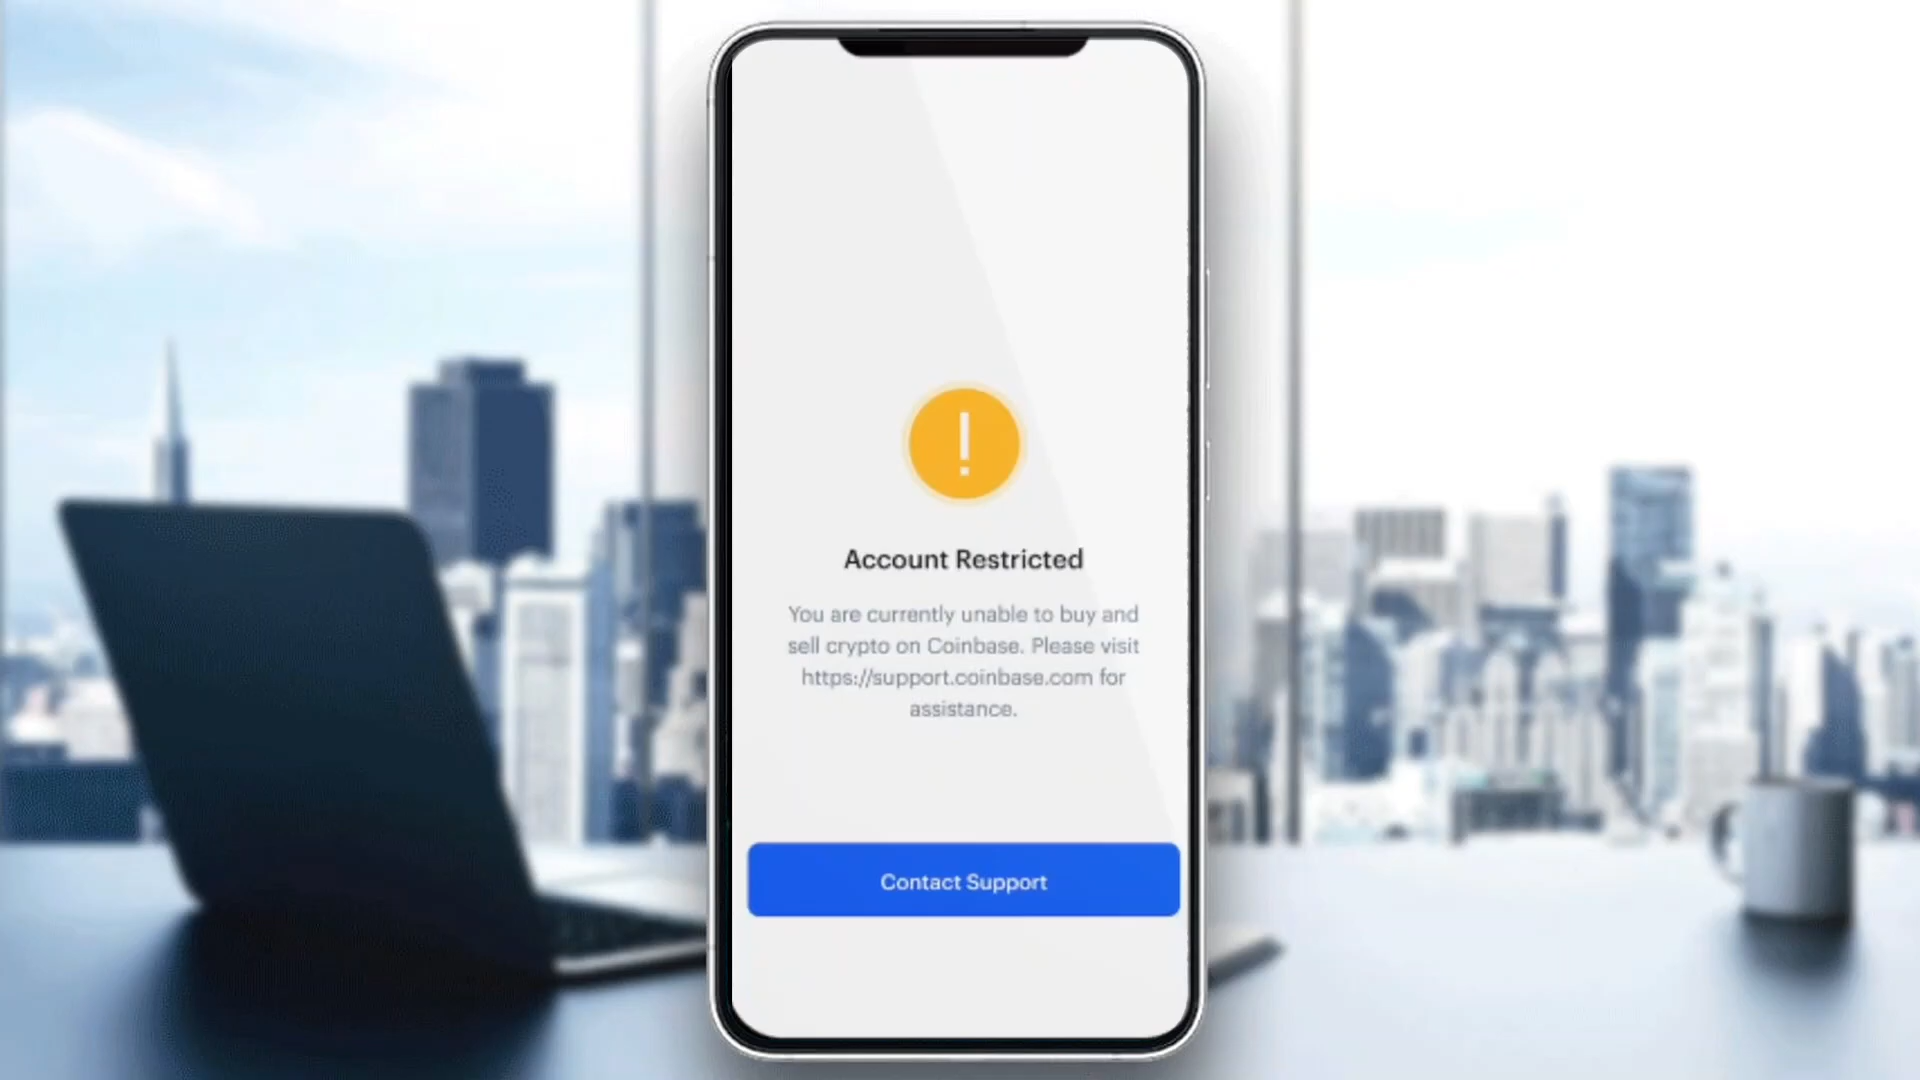 Account Restricted
You are currently unable to buy and
sell crypto on Coinbase. Please visit
https://support.coinbase.com for
assistance.
Contact Support